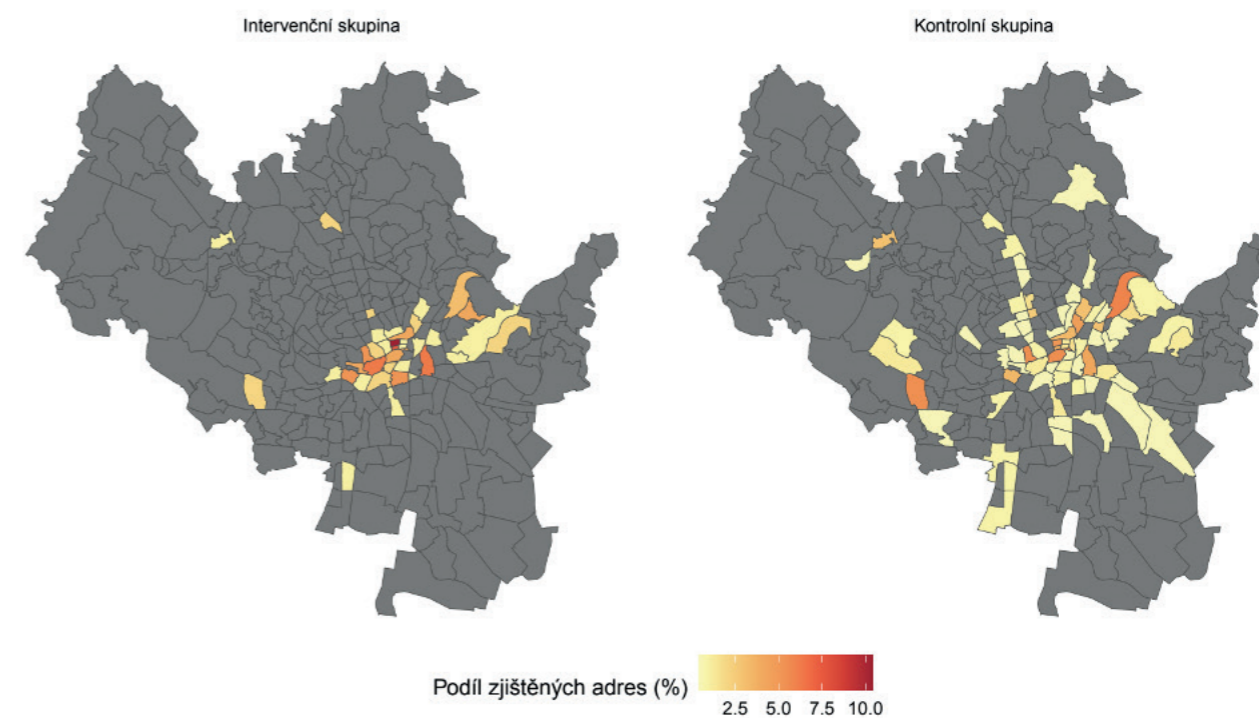 Intervenční skupina
Kontrolní skupina
Podíl zjištěných adres (%)
2.5 5.0 7.5 10.0